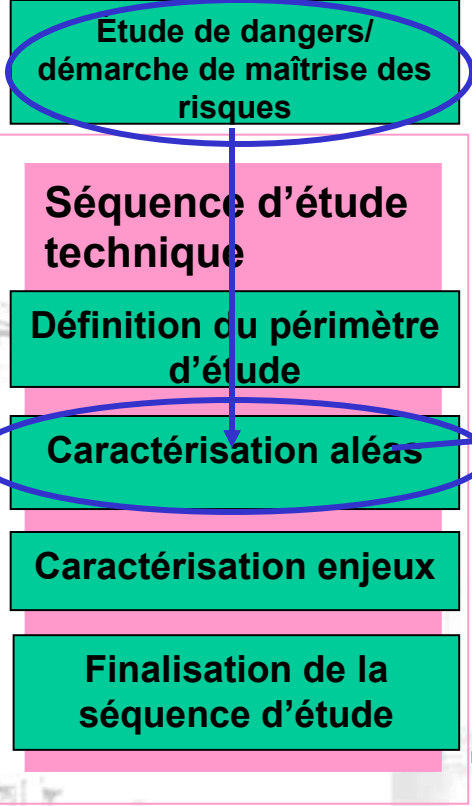 Étude de dangers/
démarche de maîtrise des
risques
Séquence d’étude
technique
Définition du périmètre
d’étude
Caractérisation aléas
Caractérisation enjeux
Finalisation de la
séquence d’étude